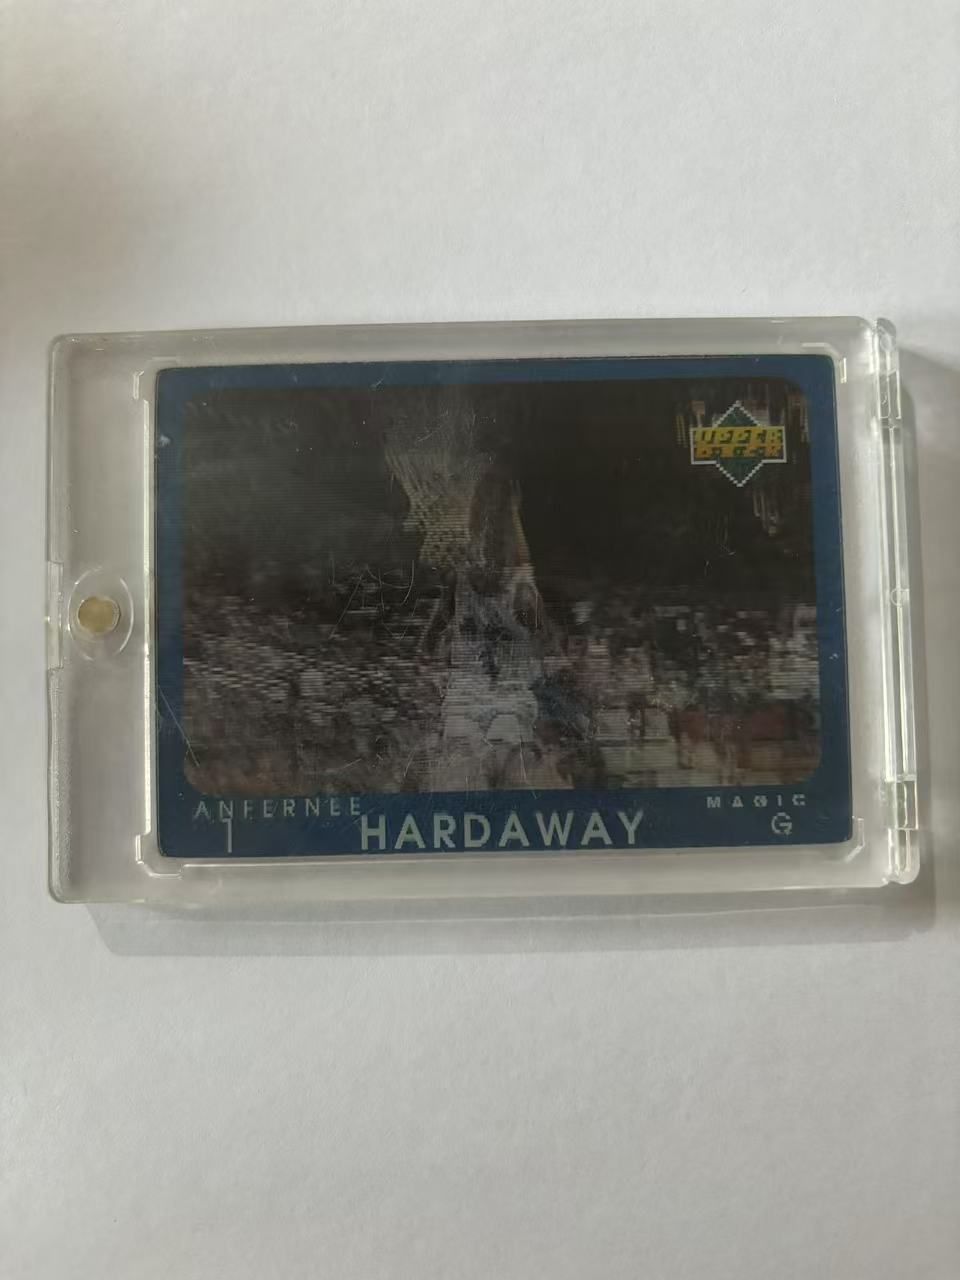 UPPER
DECK
ANFERNEE
MAGIC
1
HARDAWAY
G